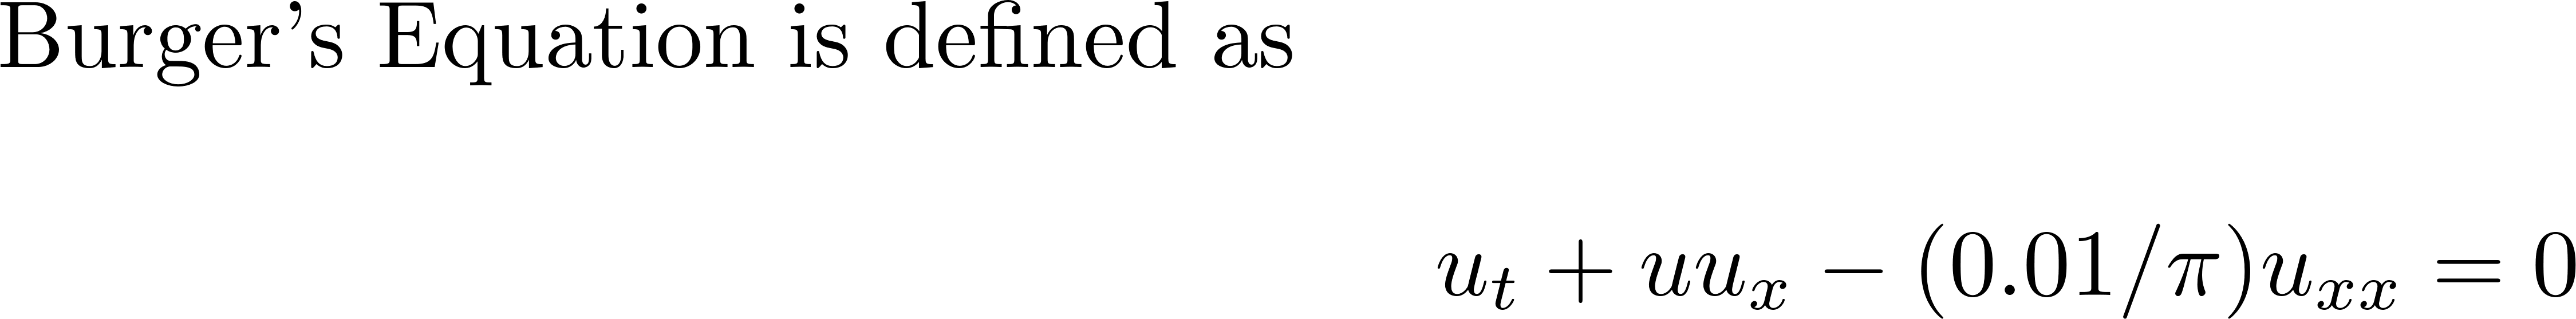 Burger's Equation is defined as
u_t + uu_x − (0.01/π)u_{xx} = 0